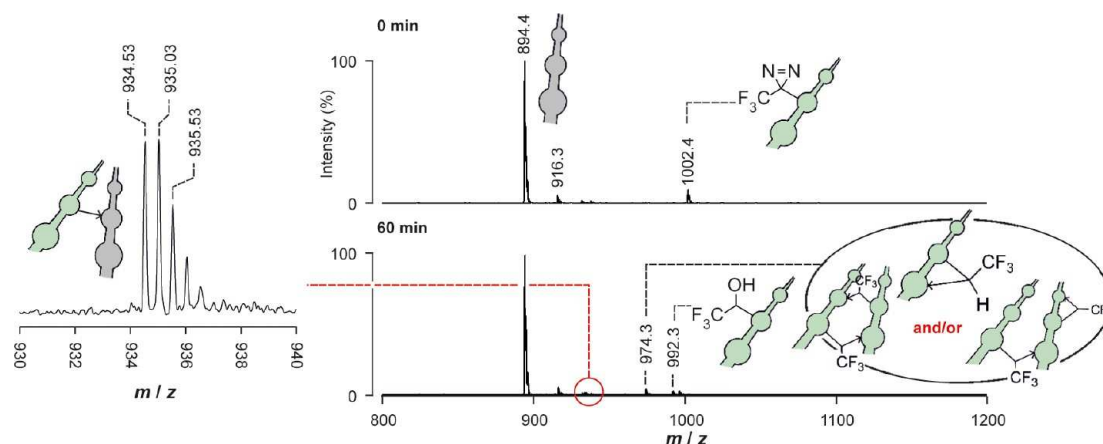 0 min
60 min
934.53
935.03
935.53
930
932
934
936
938
940
m / z
Intensity (%)
100
0
894.4
916.3
1002.4
N=N
F3C
100
0
974.3
992.3
OH
F3C
CF3
H
CF3
CF3
and/or
CF3
800
900
1000
1100
1200
m / z